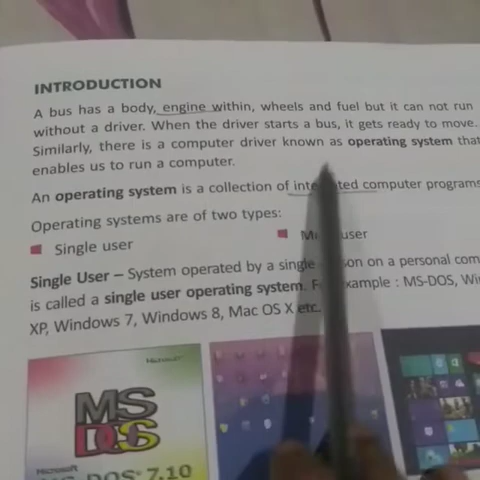 INTRODUCTION
A bus has a body, engine within, wheels and fuel but it can not run
without a driver. When the driver starts a bus, it gets ready to move.
Similarly, there is a computer driver known as operating system that
enables us to run a computer.
An operating system is a collection of computer programs
Operating systems are of two types:
Single user
user
Single User – System operated by a single on a personal
is called a single user operating system. example : MS-DOS,
XP, Windows 7, Windows 8, Mac OS X etc.
Microsoft
MS
DOS
Microsoft
MS-DOS 7.10